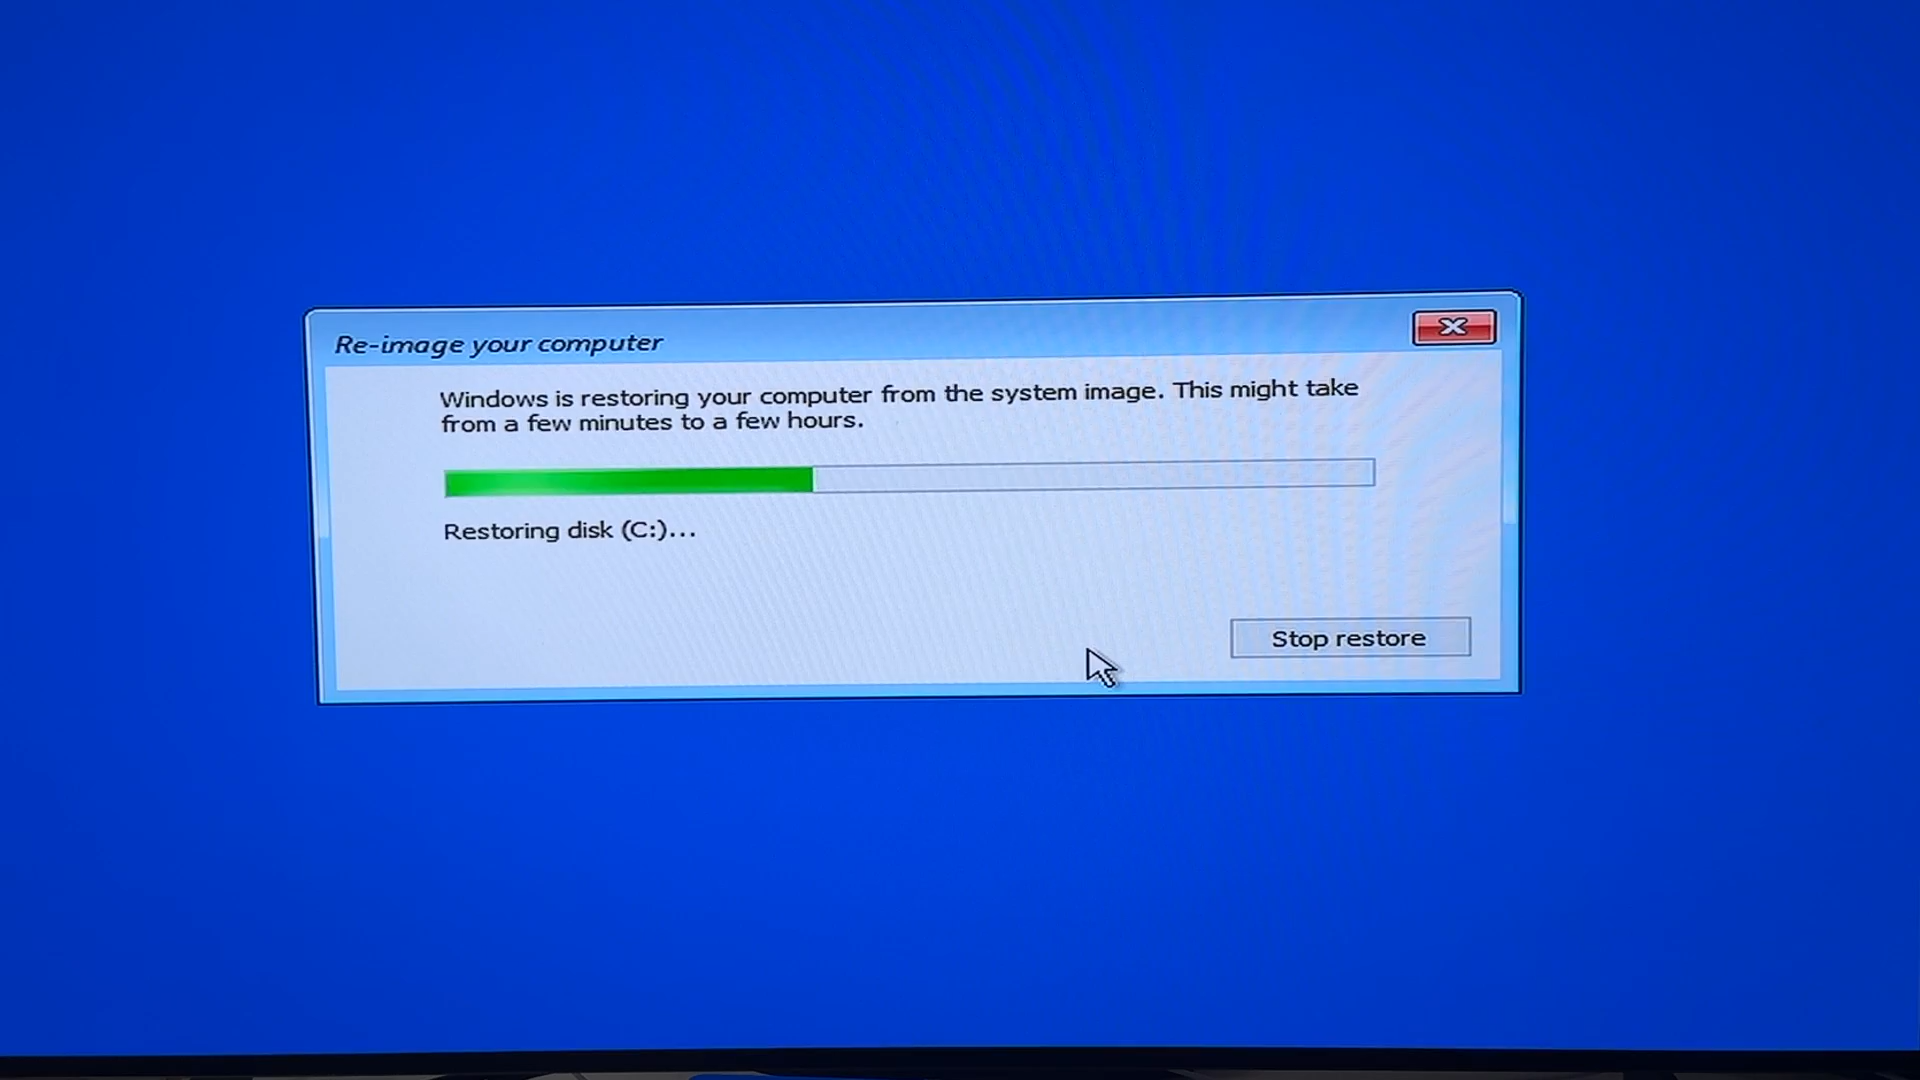 Re-image your computer
Windows is restoring your computer from the system image. This might take
from a few minutes to a few hours.
Restoring disk (C:)...
Stop restore